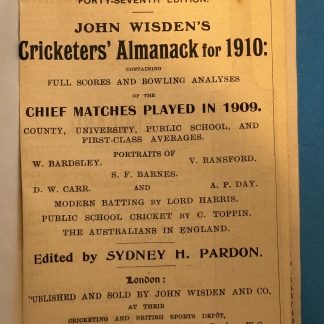 FORTY-SEVENTH EDITION.
JOHN WISDEN'S
Cricketers' Almanack for 1910:
CONTAINING
FULL SCORES AND BOWLING ANALYSES
OF THE
CHIEF MATCHES PLAYED IN 1909.
COUNTY, UNIVERSITY, PUBLIC SCHOOL, AND
FIRST-CLASS AVERAGES.
PORTRAITS OF
W. BARDSLEY. V. RANSFORD.
S. F. BARNES.
D. W. CARR. AND A. P. DAY.
MODERN BATTING BY LORD HARRIS.
PUBLIC SCHOOL CRICKET BY C. TOPPIN.
THE AUSTRALIANS IN ENGLAND.
Edited by SYDNEY H. PARDON.
London:
PUBLISHED AND SOLD BY JOHN WISDEN AND CO.
AT THEIR
CRICKETING AND BRITISH SPORTS DEPÔT,